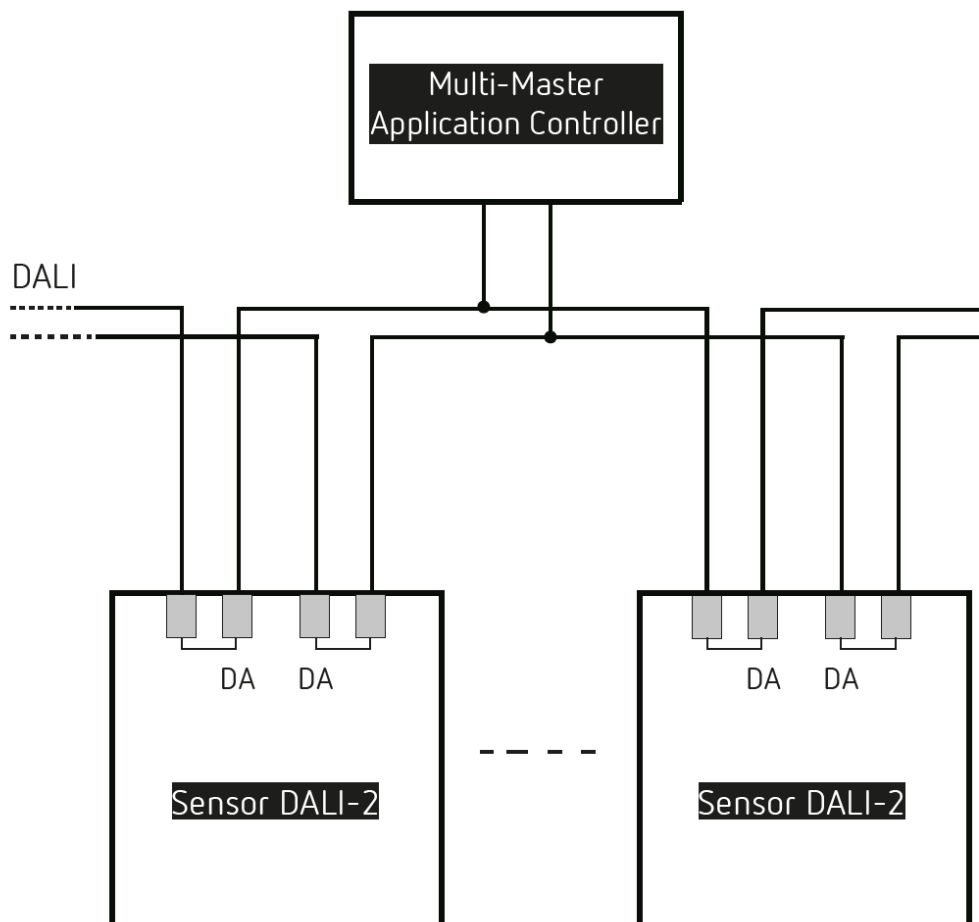 Multi-Master
Application Controller
DALI
DA DA
DA DA
Sensor DALI-2
Sensor DALI-2